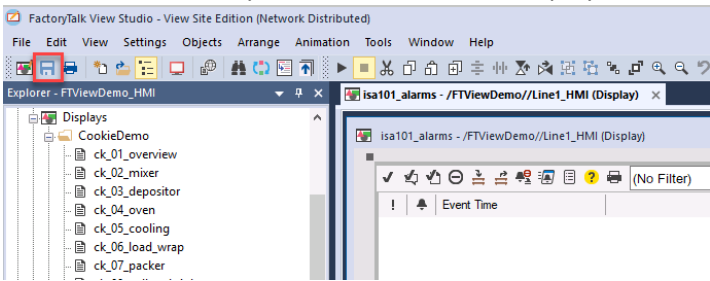 FactoryTalk View Studio - View Site Edition (Network Distributed)
File Edit View Settings Objects Arrange Animation Tools Window Help
Explorer - FTViewDemo_HMI
isa101_alarms - /FTViewDemo//Line1_HMI (Display)
Displays
CookieDemo
ck_01_overview
ck_02_mixer
ck_03_depositor
ck_04_oven
ck_05_cooling
ck_06_load_wrap
ck_07_packer
isa101_alarms - /FTViewDemo//Line1_HMI (Display)
(No Filter)
! Event Time